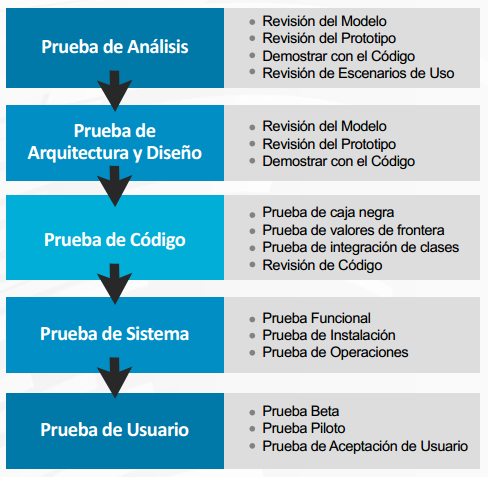 Prueba de Análisis
• Revisión del Modelo
• Revisión del Prototipo
• Demostrar con el Código
• Revisión de Escenarios de Uso
Prueba de
Arquitectura y Diseño
• Revisión del Modelo
• Revisión del Prototipo
• Demostrar con el Código
Prueba de Código
• Prueba de caja negra
• Prueba de valores de frontera
• Prueba de integración de clases
• Revisión de Código
Prueba de Sistema
• Prueba Funcional
• Prueba de Instalación
• Prueba de Operaciones
Prueba de Usuario
• Prueba Beta
• Prueba Piloto
• Prueba de Aceptación de Usuario